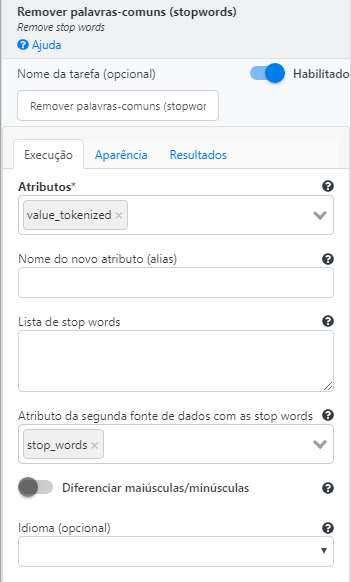 Remover palavras-comuns (stopwords)
Remove stop words
Ajuda
Nome da tarefa (opcional)
Habilitado
Remover palavras-comuns (stopwor
Execução Aparência Resultados
Atributos*
value_tokenized ×
Nome do novo atributo (alias)
Lista de stop words
Atributo da segunda fonte de dados com as stop words
stop_words ×
Diferenciar maiúsculas/minúsculas
Idioma (opcional)